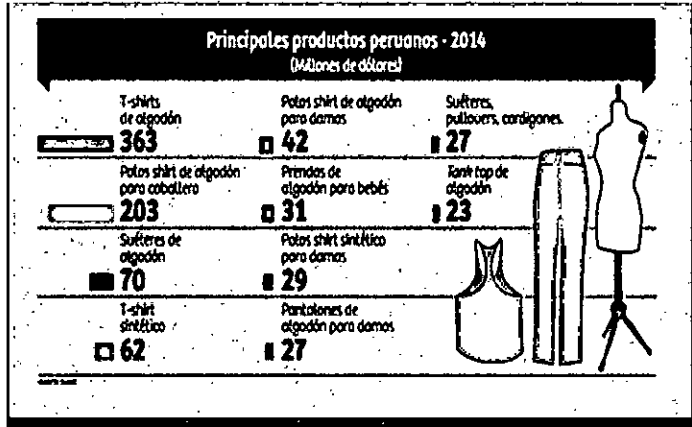 Principales productos peruanos - 2014
(Millones de dólares)
T-shirts
de algodón
363
Polos shirt de algodón
para caballero
203
Suéteres de
algodón
70
T-shirt
sintético
62
Polos shirt de algodón
para damas
42
Prendas de
algodón para bebés
31
Polos shirt sintético
para damas
29
Pantalones de
algodón para damas
27
Suéteres,
pullovers, cardigones.
27
Tank top de
algodón
23